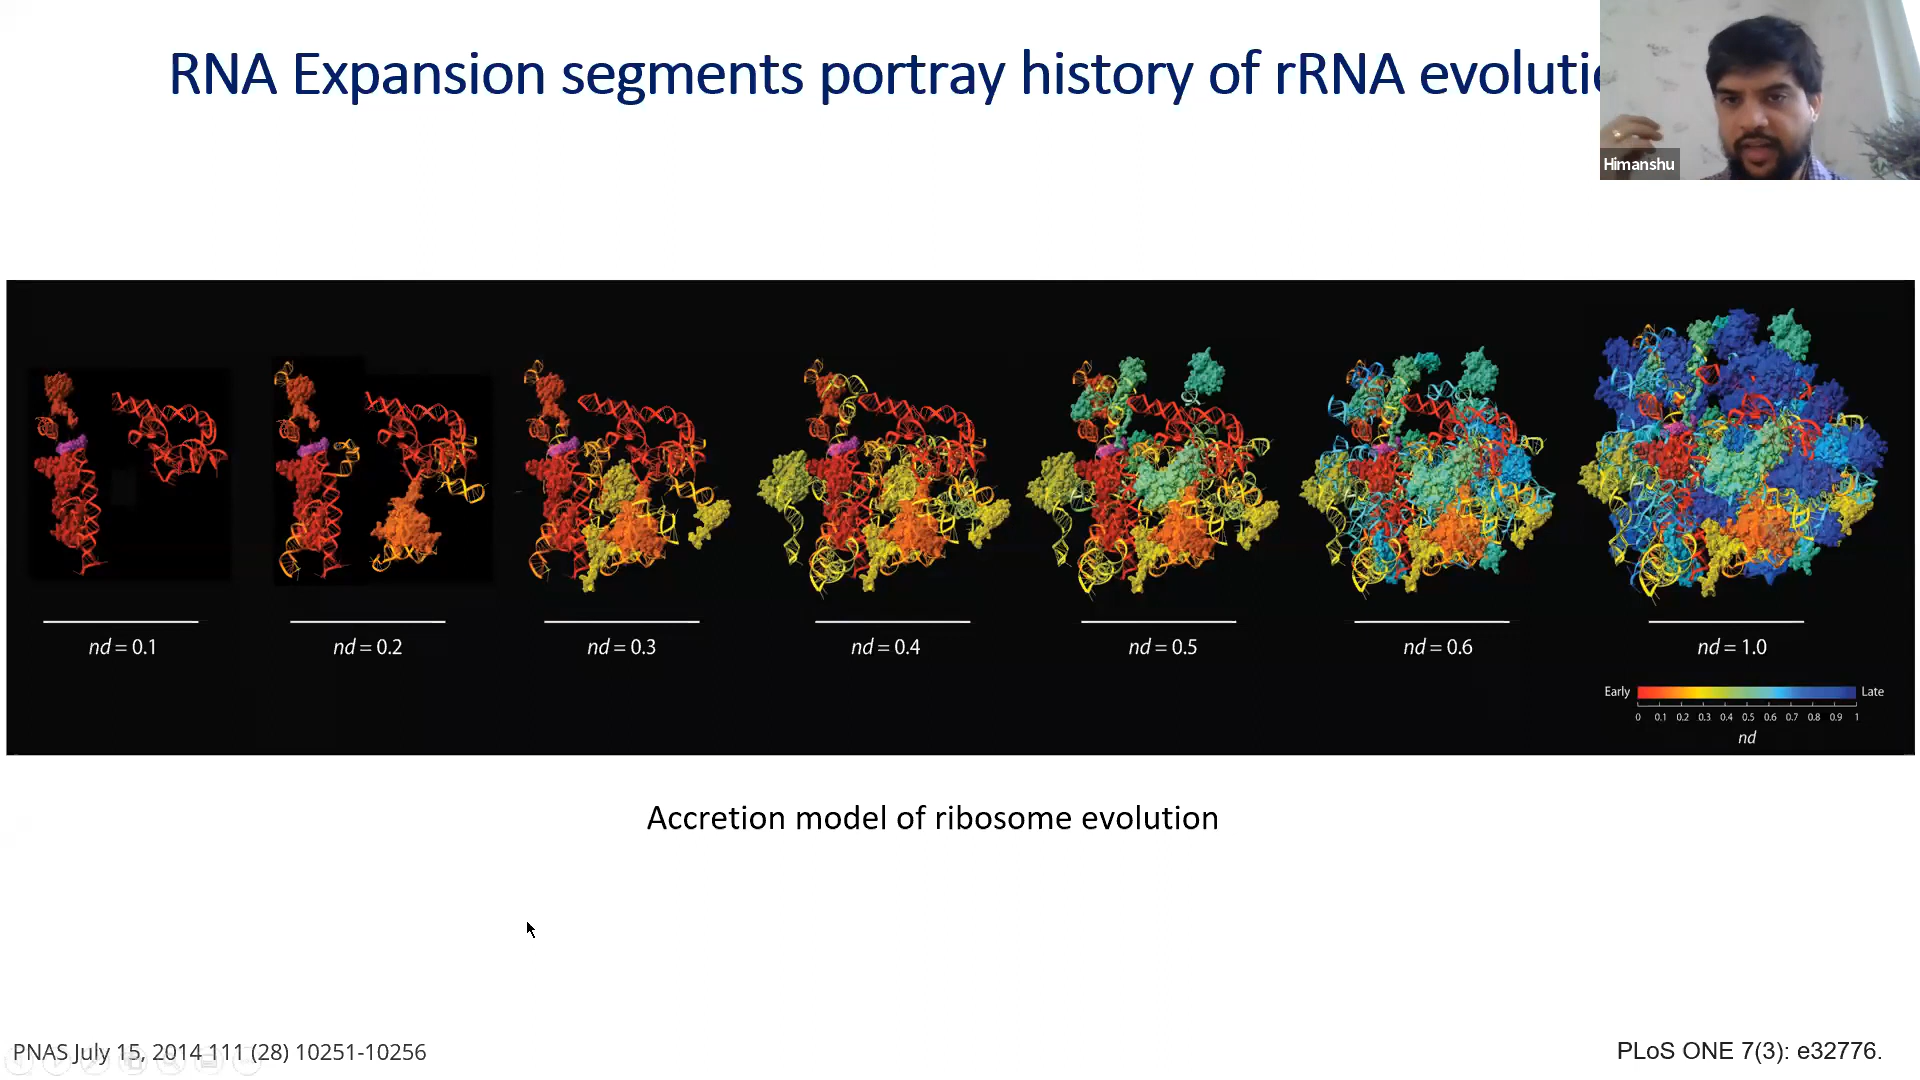 RNA Expansion segments portray history of rRNA evolutio
Himanshu
nd = 0.1
nd = 0.2
nd = 0.3
nd = 0.4
nd = 0.5
nd = 0.6
nd = 1.0
Early
Late
0 0.1 0.2 0.3 0.4 0.5 0.6 0.7 0.8 0.9 1
nd
Accretion model of ribosome evolution
PNAS July 15, 2014 111 (28) 10251-10256
PLoS ONE 7(3): e32776.